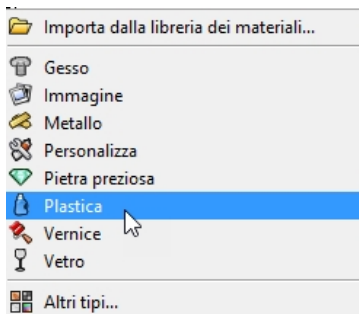 Importa dalla libreria dei materiali...
Gesso
Immagine
Metallo
Personalizza
Pietra preziosa
Plastica
Vernice
Vetro
Altri tipi...